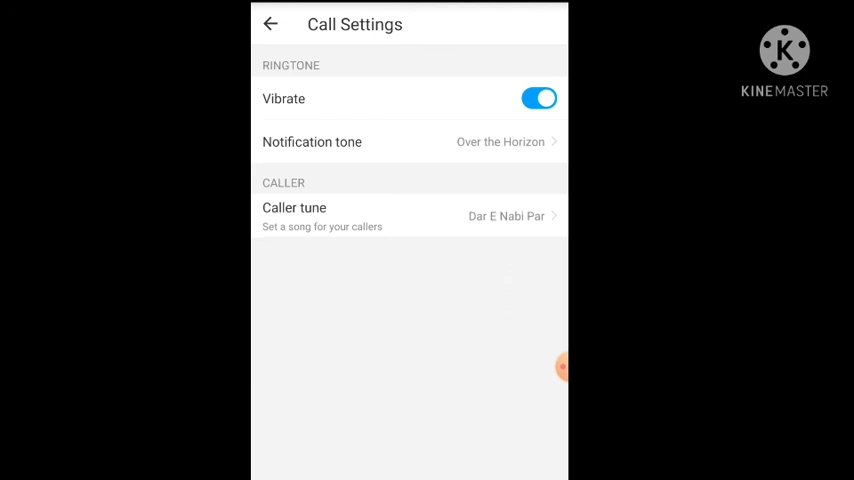 Call Settings
RINGTONE
Vibrate
Notification tone Over the Horizon
CALLER
Caller tune Dar E Nabi Par
Set a song for your callers
K
KINEMASTER